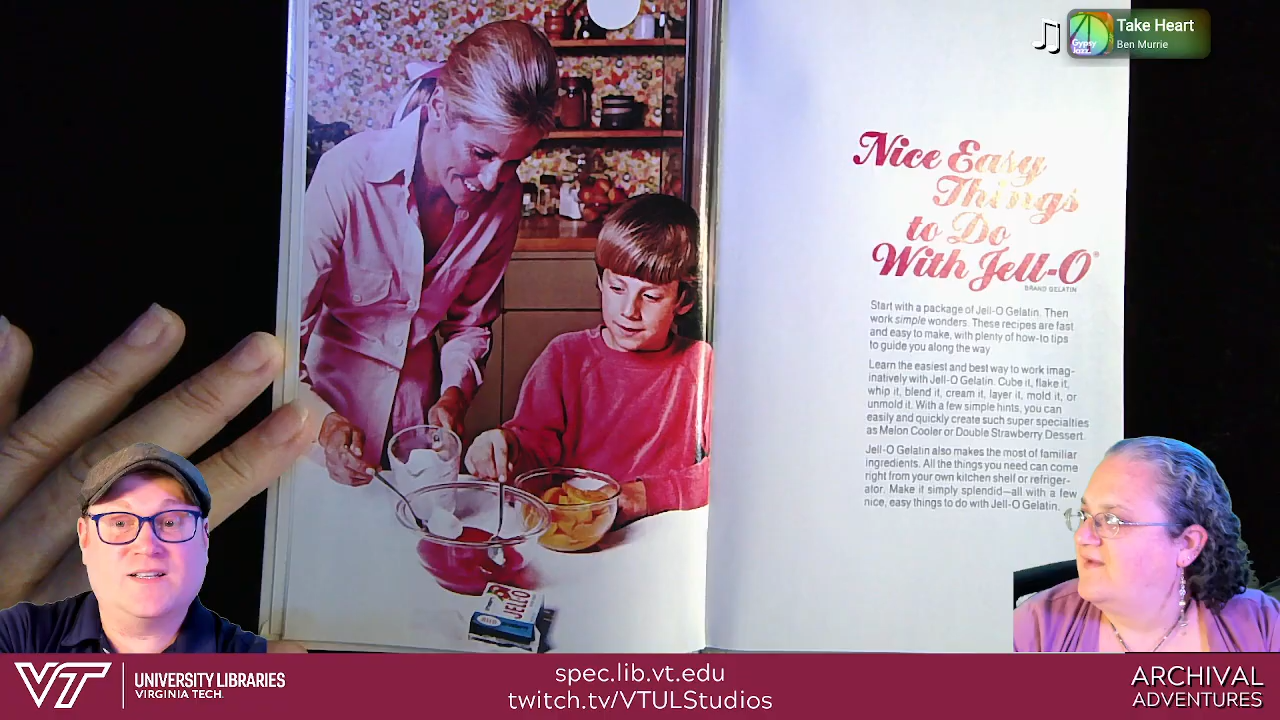 Take Heart
Ben Murrie
Nice Easy
Things
to Do
With Jell-O®
BRAND GELATIN
Start with a package of Jell-O Gelatin. Then
work simple wonders. These recipes are fast
and easy to make, with plenty of how-to tips
to guide you along the way
Learn the easiest and best way to work imag-
inatively with Jell-O Gelatin. Cube it, flake it,
whip it, blend it, cream it, layer it, mold it, or
unmold it. With a few simple hints, you can
easily and quickly create such super specialties
as Melon Cooler or Double Strawberry Dessert.
Jell-O Gelatin also makes the most of familiar
ingredients. All the things you need can come
right from your own kitchen shelf or refriger-
ator. Make it simply splendid—all with a few
nice, easy things to do with Jell-O Gelatin.
JELL-O
VT
UNIVERSITY LIBRARIES
VIRGINIA TECH.
spec.lib.vt.edu
twitch.tv/VTULStudios
ARCHIVAL
ADVENTURES